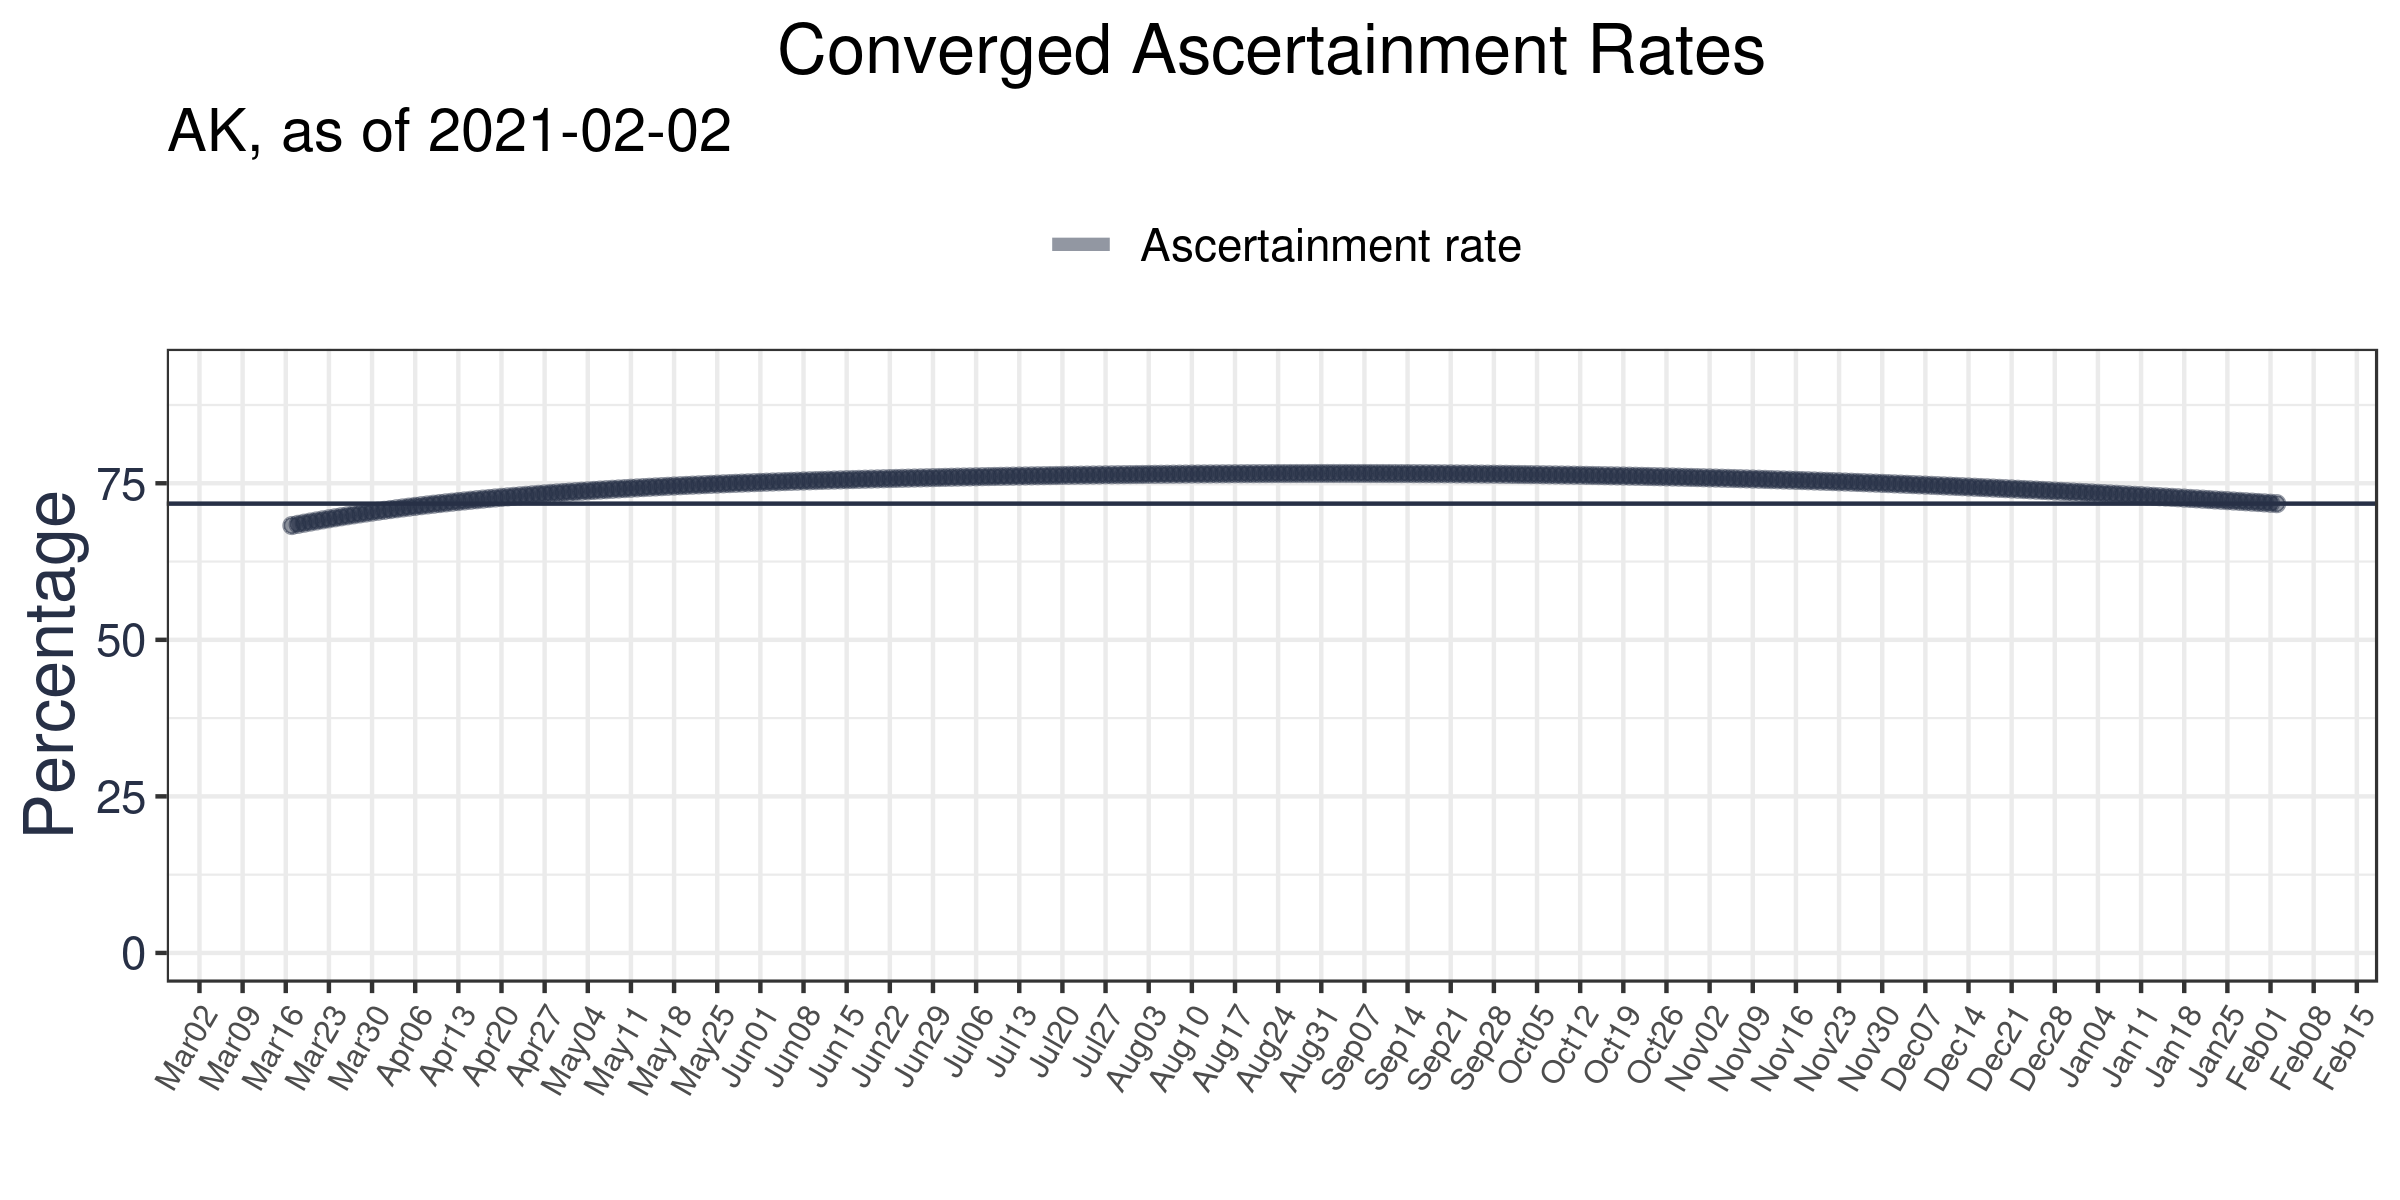 Converged Ascertainment Rates
AK, as of 2021-02-02
Ascertainment rate
Percentage
75
50
25
0
Mar02
Mar09
Mar16
Mar23
Mar30
Apr06
Apr13
Apr20
Apr27
May04
May11
May18
May25
Jun01
Jun08
Jun15
Jun22
Jun29
Jul06
Jul13
Jul20
Jul27
Aug03
Aug10
Aug17
Aug24
Aug31
Sep07
Sep14
Sep21
Sep28
Oct05
Oct12
Oct19
Oct26
Nov02
Nov09
Nov16
Nov23
Nov30
Dec07
Dec14
Dec21
Dec28
Jan04
Jan11
Jan18
Jan25
Feb01
Feb08
Feb15